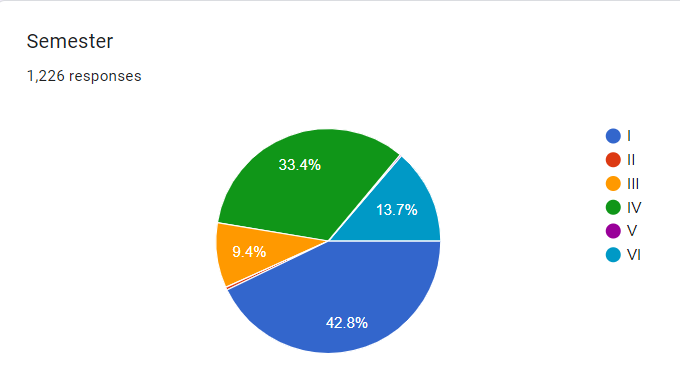 Semester
1,226 responses
33.4%
13.7%
9.4%
42.8%
I
II
III
IV
V
VI